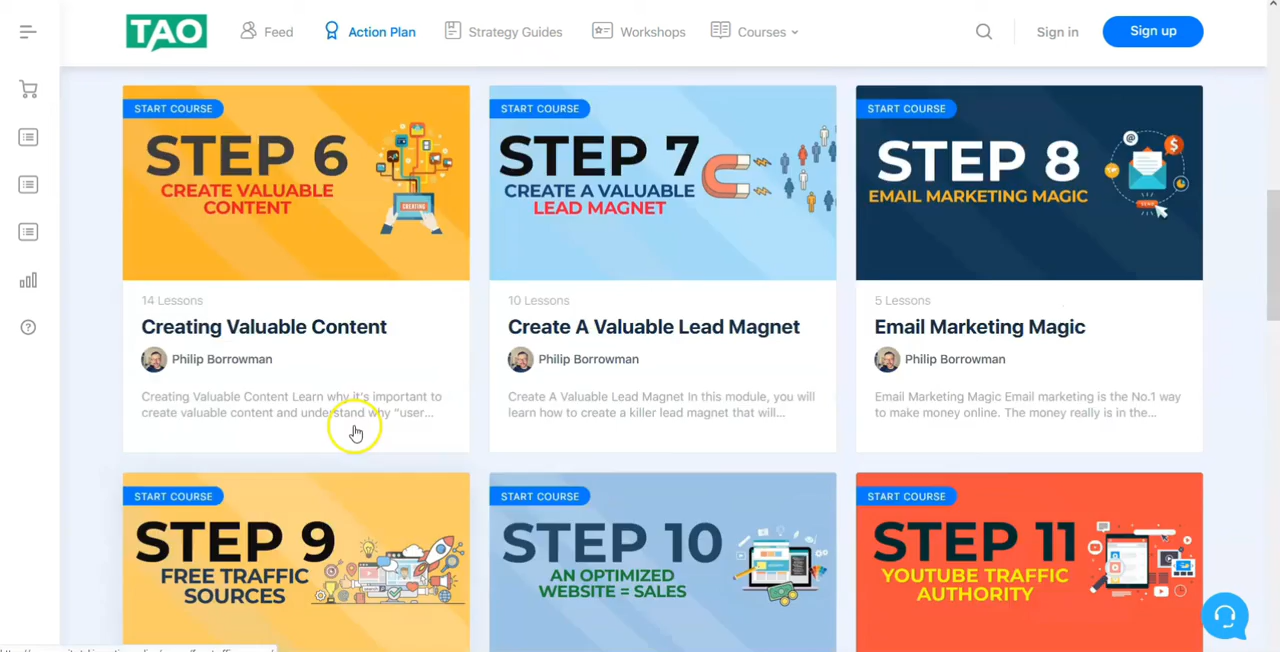 TAO
Feed
Action Plan
Strategy Guides
Workshops
Courses
Sign in
Sign up
START COURSE
STEP 6
CREATE VALUABLE
CONTENT
CREATING
14 Lessons
Creating Valuable Content
Philip Borrowman
Creating Valuable Content Learn why it's important to
create valuable content and understand why “user...
START COURSE
STEP 7
CREATE A VALUABLE
LEAD MAGNET
10 Lessons
Create A Valuable Lead Magnet
Philip Borrowman
Create A Valuable Lead Magnet In this module, you will
learn how to create a killer lead magnet that will...
START COURSE
STEP 8
EMAIL MARKETING MAGIC
5 Lessons
Email Marketing Magic
Philip Borrowman
Email Marketing Magic Email marketing is the No.1 way
to make money online. The money really is in the...
START COURSE
STEP 9
FREE TRAFFIC
SOURCES
START COURSE
STEP 10
AN OPTIMIZED
WEBSITE = SALES
START COURSE
STEP 11
YOUTUBE TRAFFIC
AUTHORITY